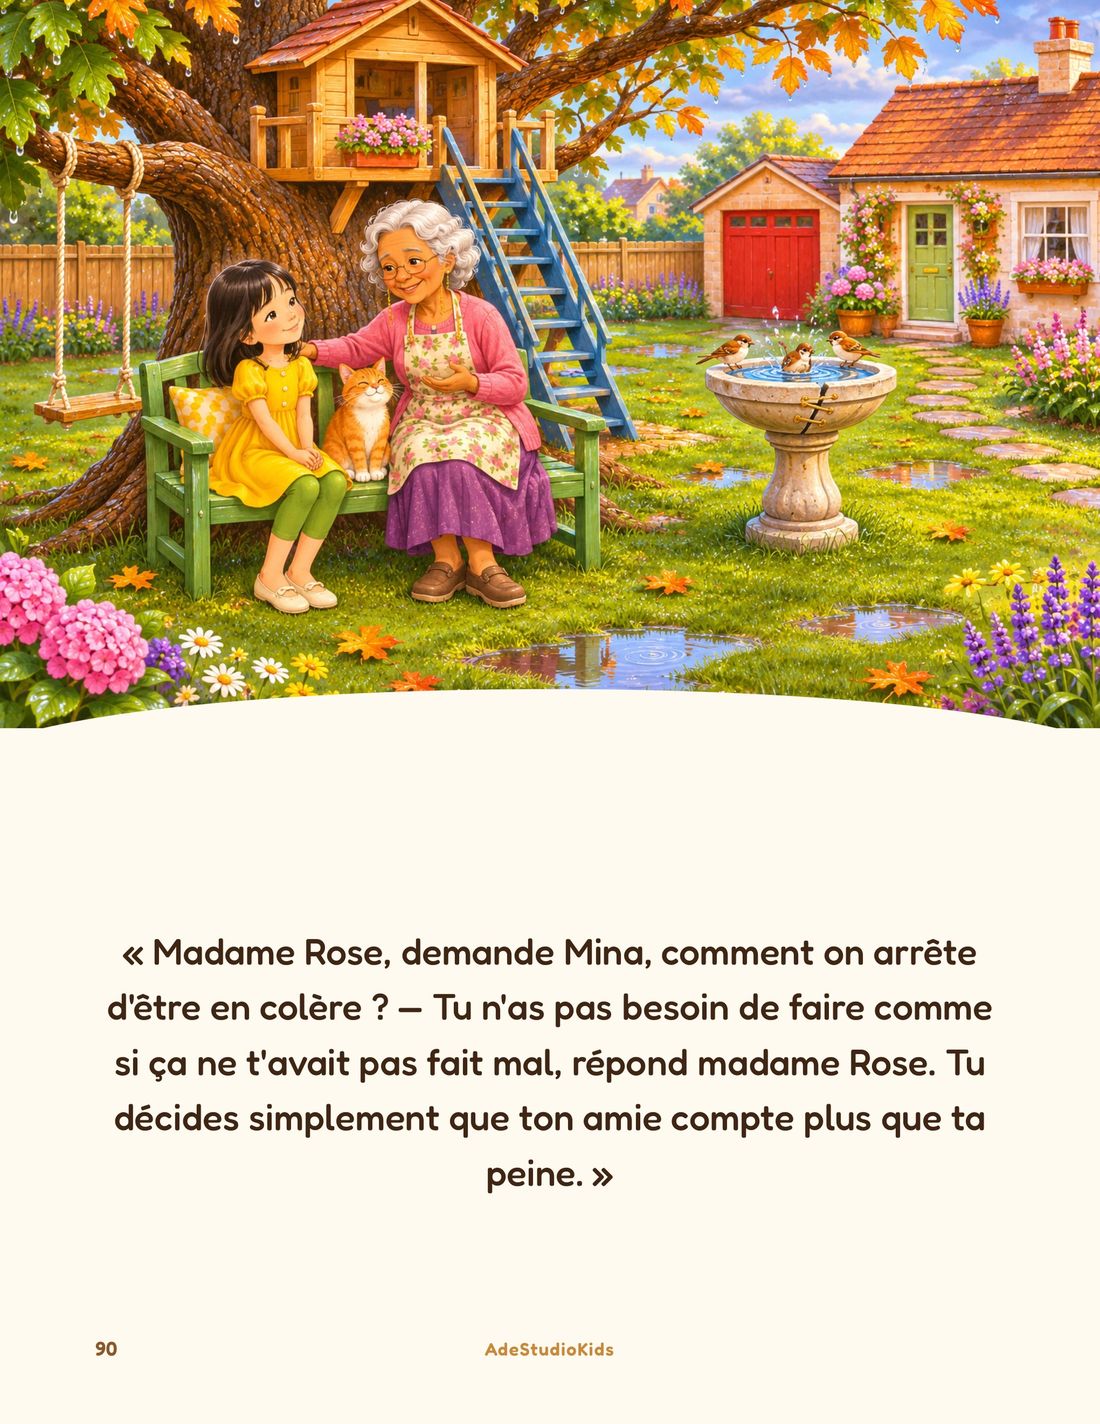 « Madame Rose, demande Mina, comment on arrête
d'être en colère ? — Tu n'as pas besoin de faire comme
si ça ne t'avait pas fait mal, répond madame Rose. Tu
décides simplement que ton amie compte plus que ta
peine. »
90
AdeStudioKids